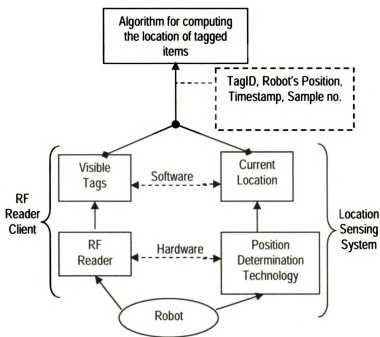 Algorithm for computing
the location of tagged
items
TagID, Robot's Position,
Timestamp, Sample no.
Visible
Tags
Software
Current
Location
RF
Reader
Client
RF
Reader
Hardware
Position
Determination
Technology
Location
Sensing
System
Robot